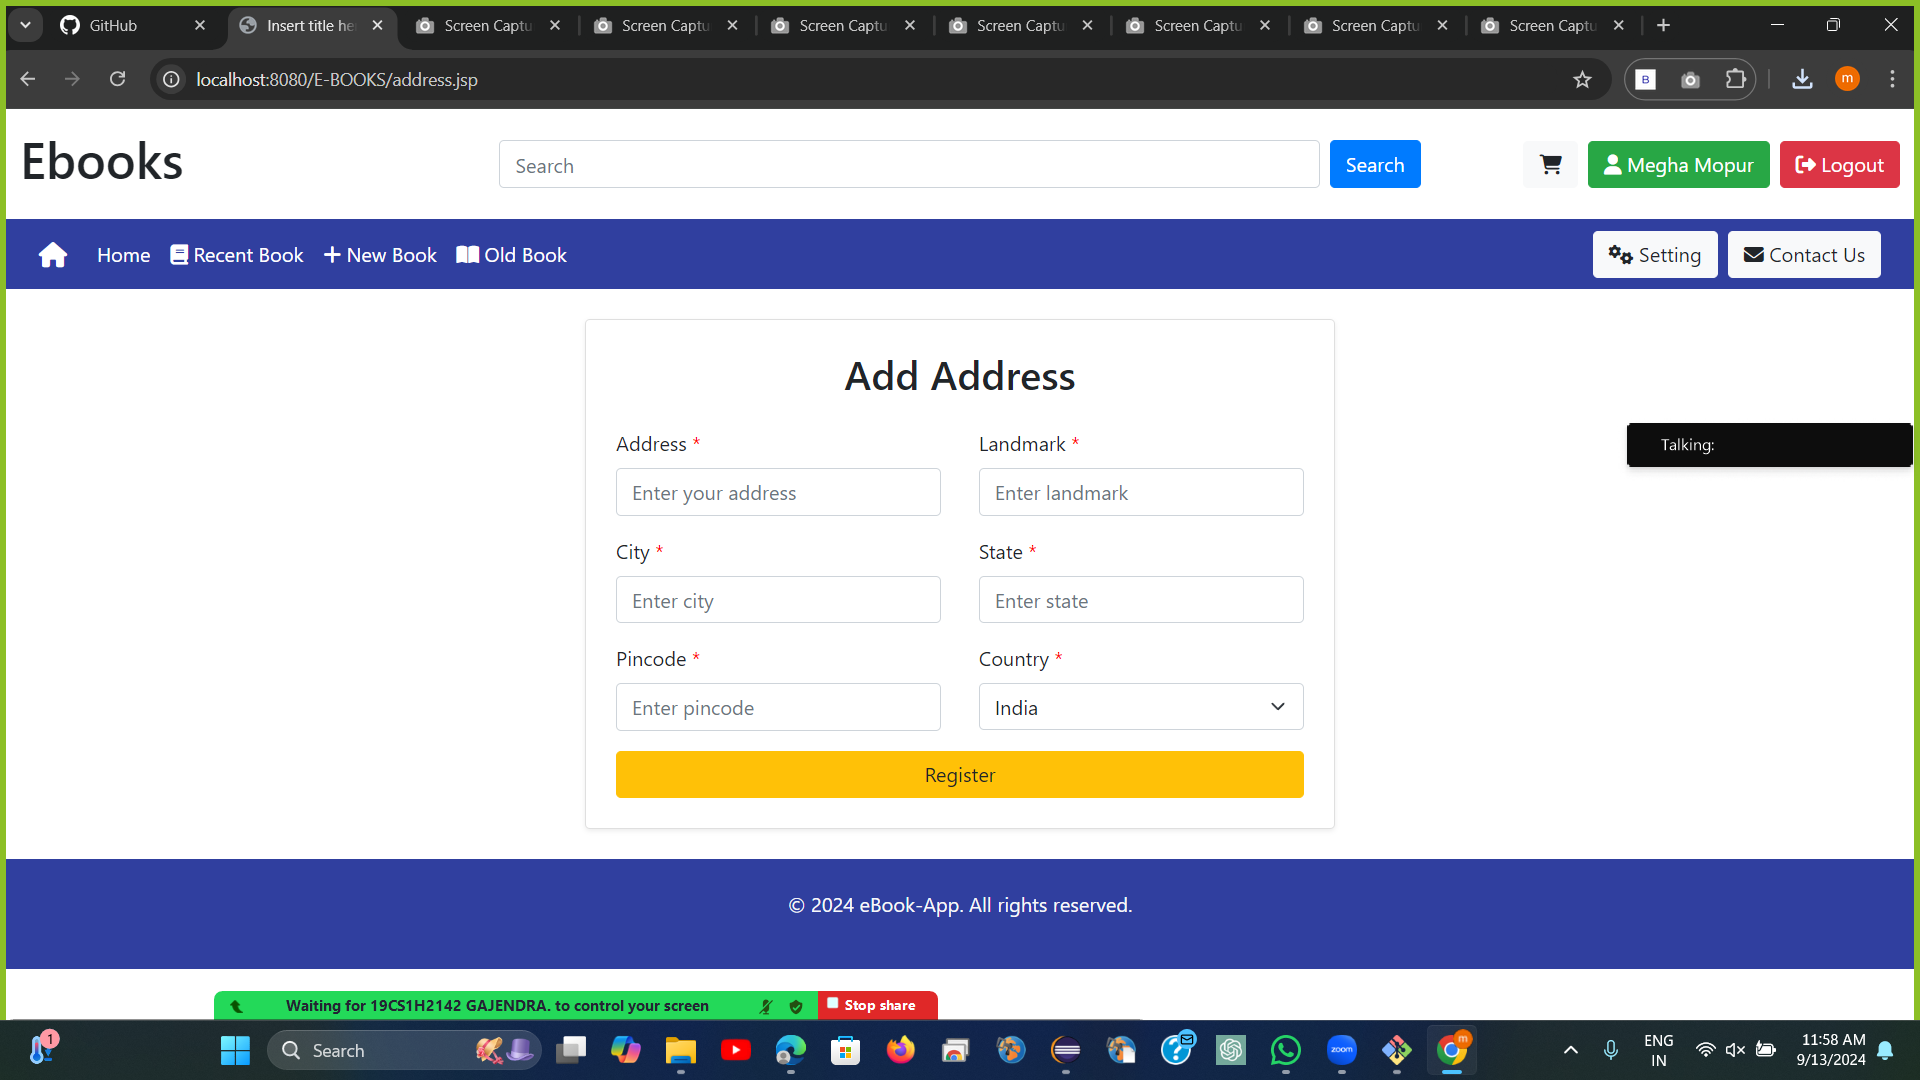 GitHub
Insert title he
Screen Captu
Screen Captu
Screen Captu
Screen Captu
Screen Captu
Screen Captu
Screen Captu
localhost:8080/E-BOOKS/address.jsp
B
m
Ebooks
Search
Search
Megha Mopur
Logout
Home
Recent Book
New Book
Old Book
Setting
Contact Us
Add Address
Address *
Landmark *
Enter your address
Enter landmark
City *
State *
Enter city
Enter state
Pincode *
Country *
Enter pincode
India
Register
Talking:
© 2024 eBook-App. All rights reserved.
Waiting for 19CS1H2142 GAJENDRA. to control your screen
Stop share
1
Search
zoom
m
ENG
IN
11:58 AM
9/13/2024